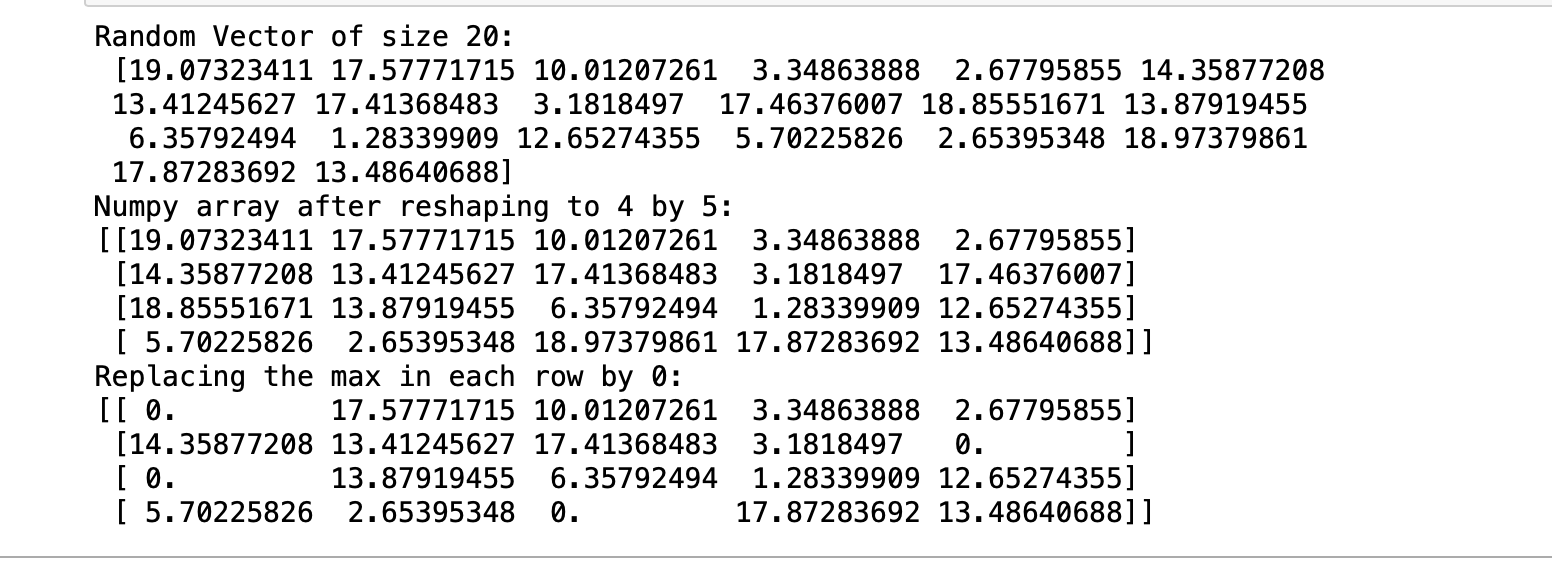 Random Vector of size 20:
 [19.07323411 17.57771715 10.01207261  3.34863888  2.67795855 14.35877208
 13.41245627 17.41368483  3.1818497  17.46376007 18.85551671 13.87919455
  6.35792494  1.28339909 12.65274355  5.70225826  2.65395348 18.97379861
 17.87283692 13.48640688]
Numpy array after reshaping to 4 by 5:
[[19.07323411 17.57771715 10.01207261  3.34863888  2.67795855]
 [14.35877208 13.41245627 17.41368483  3.1818497  17.46376007]
 [18.85551671 13.87919455  6.35792494  1.28339909 12.65274355]
 [ 5.70225826  2.65395348 18.97379861 17.87283692 13.48640688]]
Replacing the max in each row by 0:
[[ 0.         17.57771715 10.01207261  3.34863888  2.67795855]
 [14.35877208 13.41245627 17.41368483  3.1818497   0.        ]
 [ 0.         13.87919455  6.35792494  1.28339909 12.65274355]
 [ 5.70225826  2.65395348  0.         17.87283692 13.48640688]]